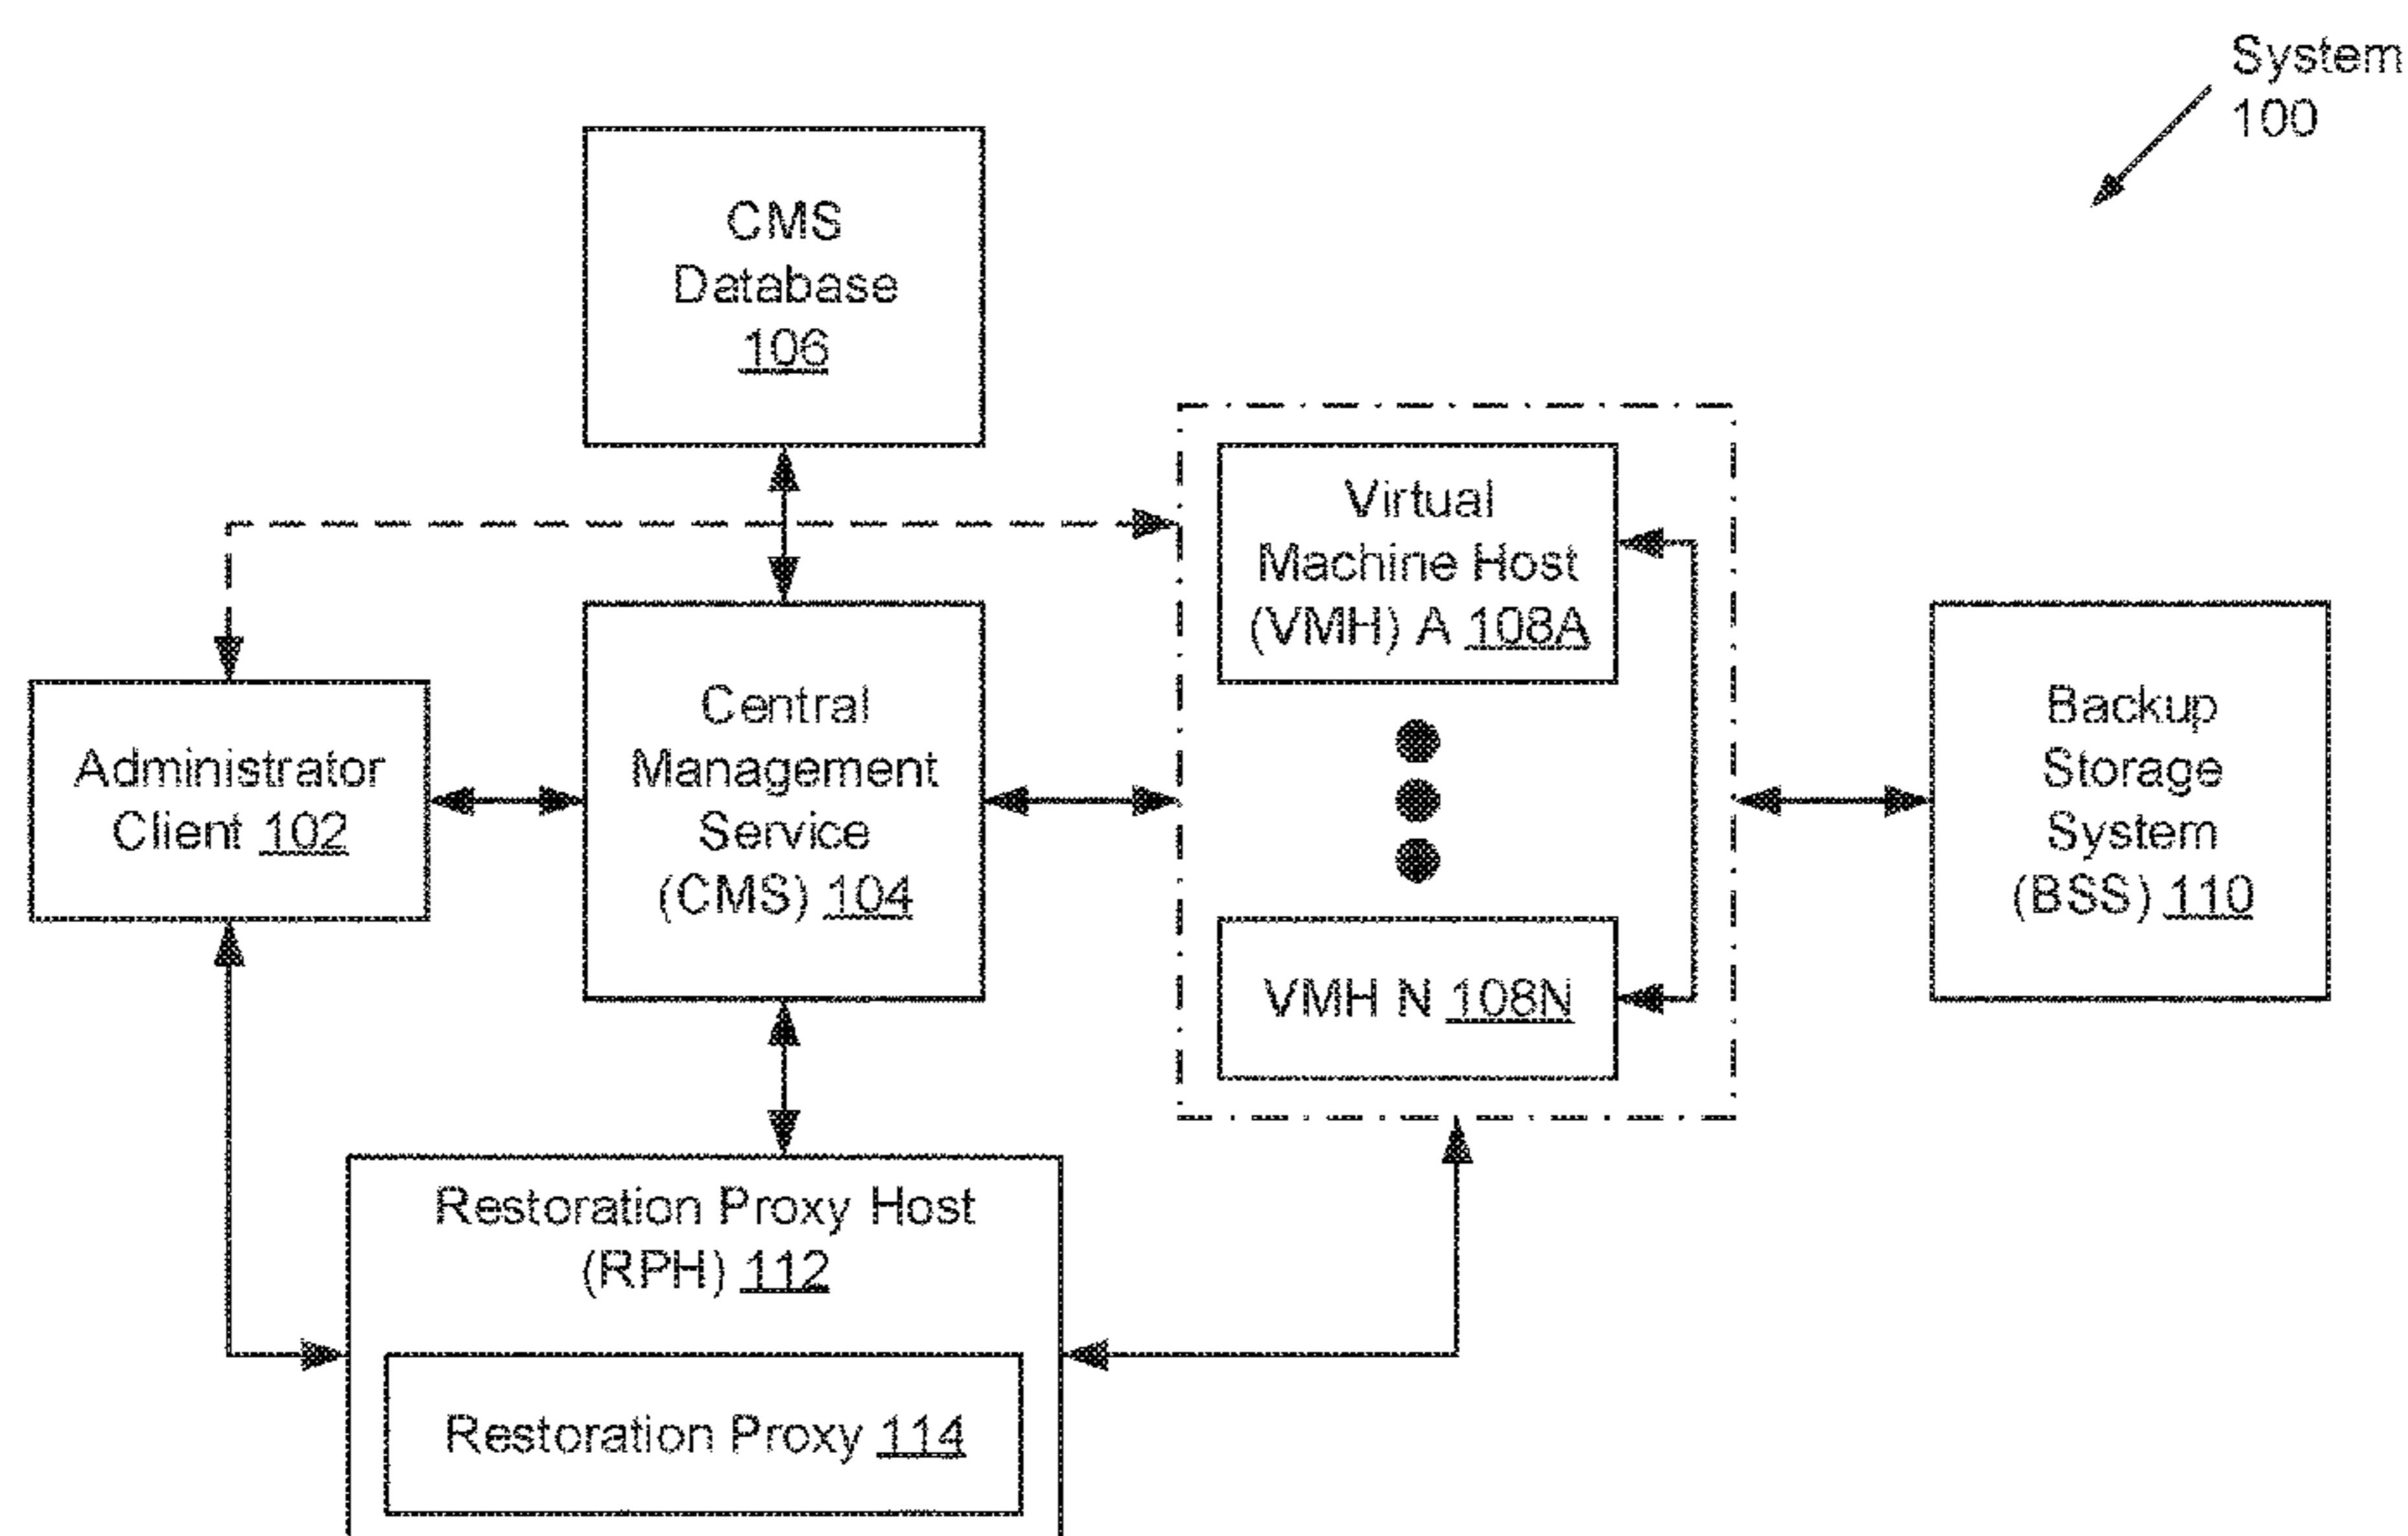 System
100
CMS
Database
106
Virtual
Machine Host
(VMH) A 108A
Central
Management
Service
(CMS) 104
Administrator
Client 102
Backup
Storage
System
(BSS) 110
VMH N 108N
Restoration Proxy Host
(RPH) 112
Restoration Proxy 114